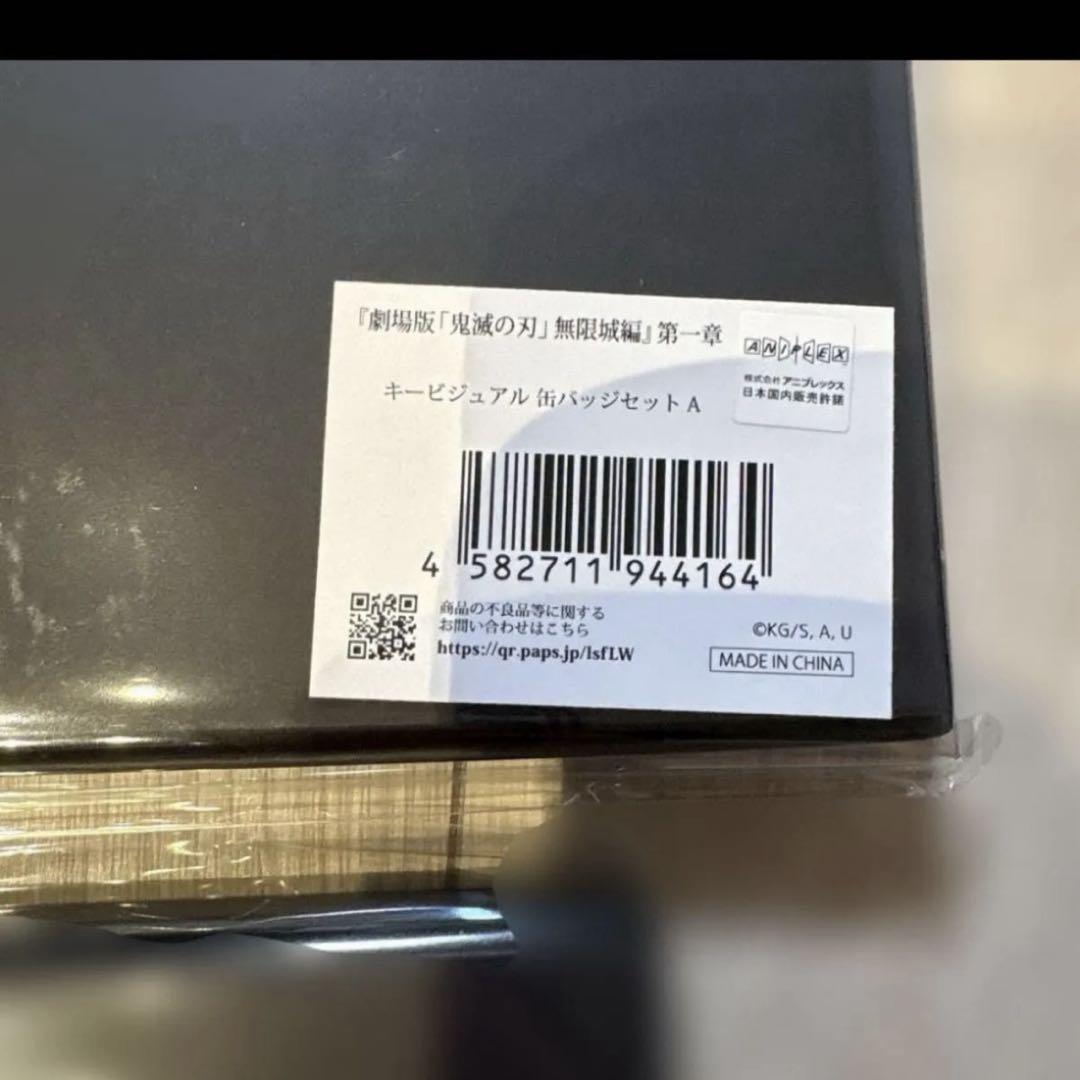 『劇場版「鬼滅の刃」無限城編』第一章
キービジュアル 缶バッジセット A
ANIPLEX
株式会社アニプレックス
日本国内販売許諾
4 582711 944164
商品の不良品等に関する
お問い合わせはこちら
https://qr.paps.jp/lsfLW
©KG/S, A, U
MADE IN CHINA